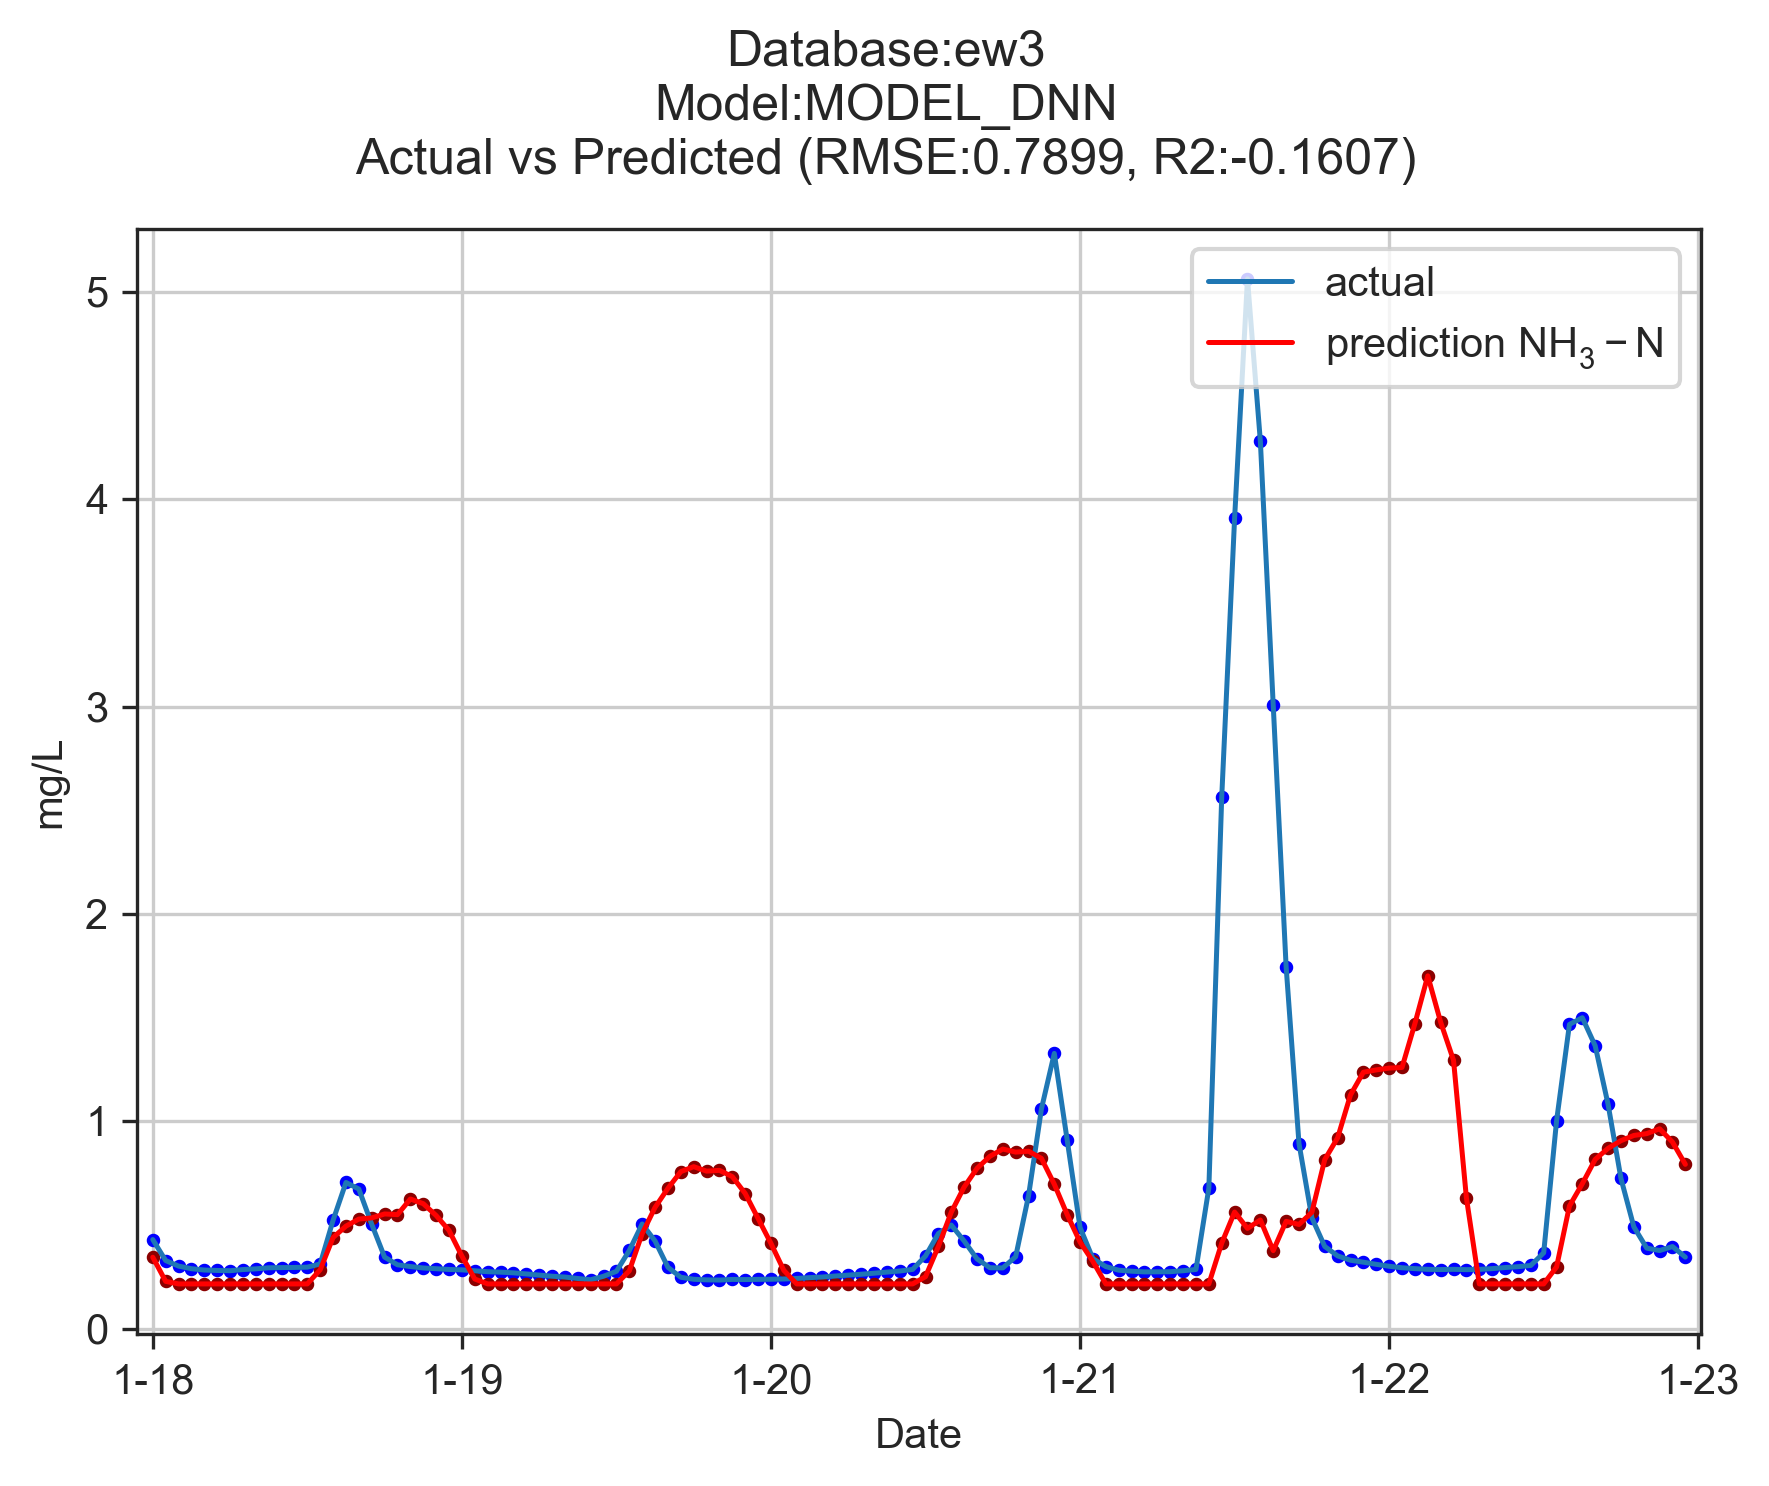 Database:ew3
Model:MODEL_DNN
Actual vs Predicted (RMSE:0.7899, R2:-0.1607)
actual
prediction NH₃ − N
5
4
3
2
1
0
mg/L
1-18 1-19 1-20 1-21 1-22 1-23
Date